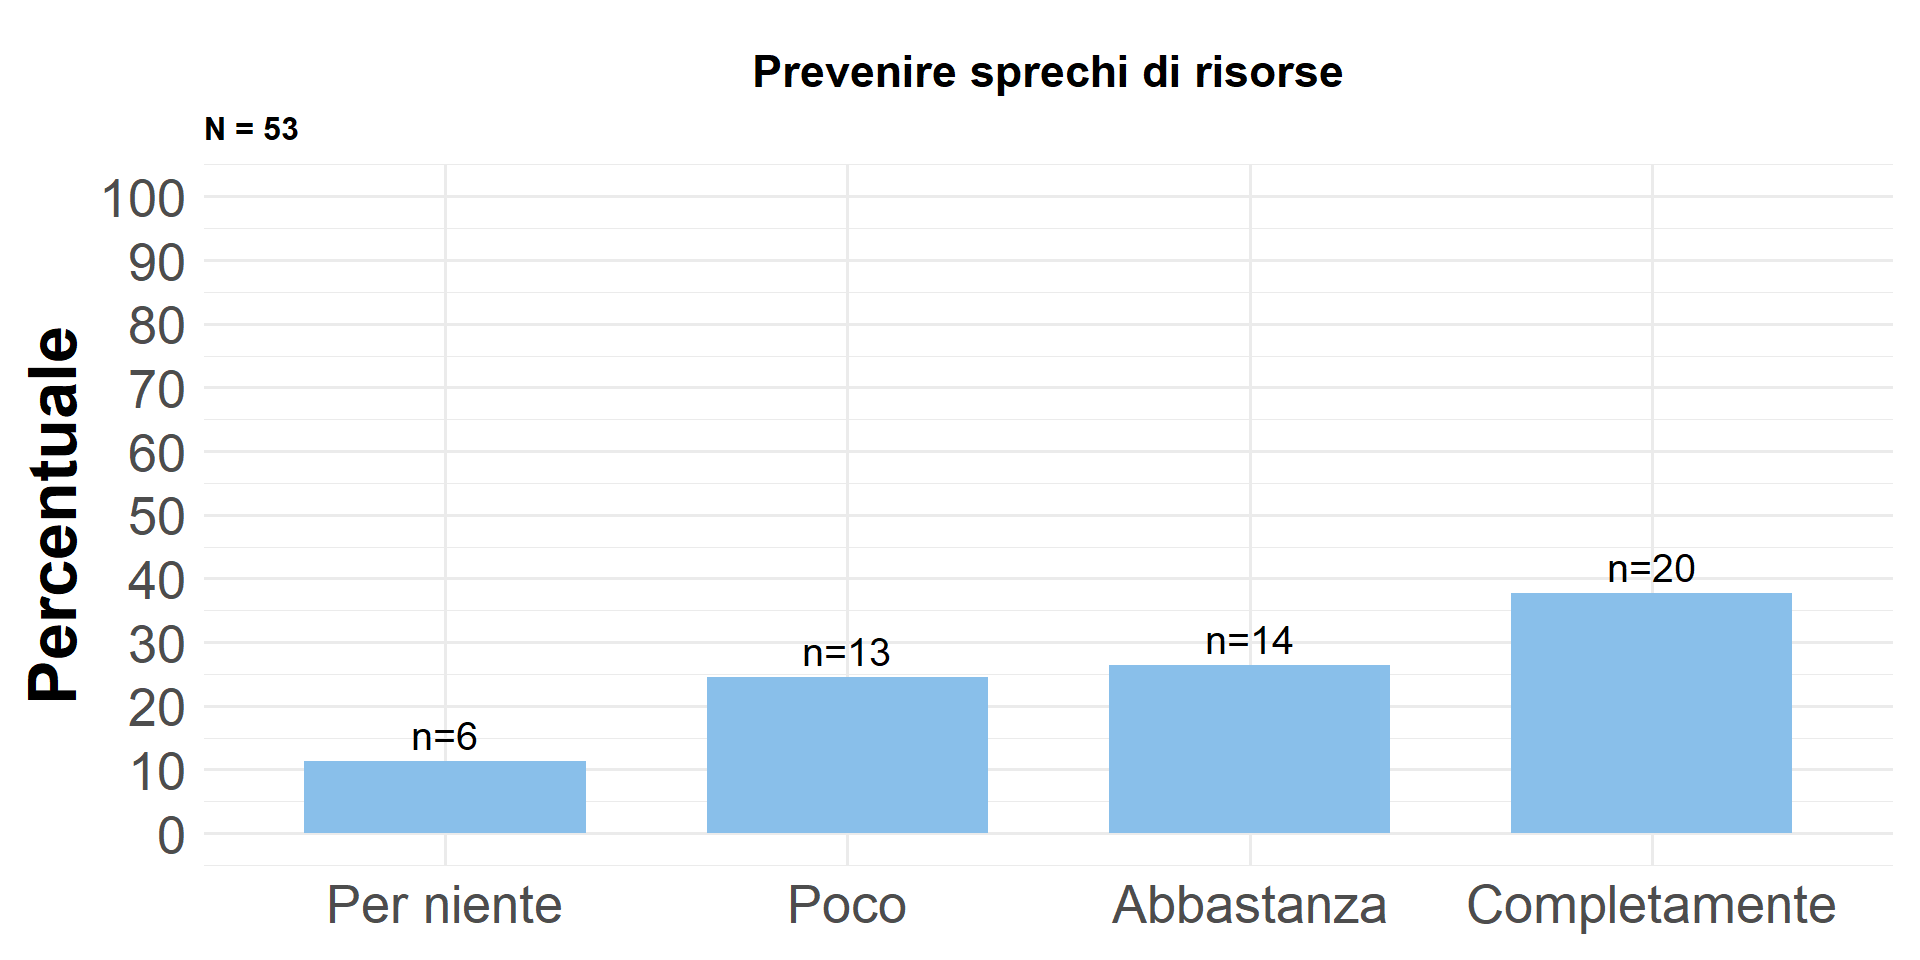 Prevenire sprechi di risorse
N = 53
Percentuale
100
90
80
70
60
50
40
30
20
10
0
n=6
n=13
n=14
n=20
Per niente
Poco
Abbastanza
Completamente